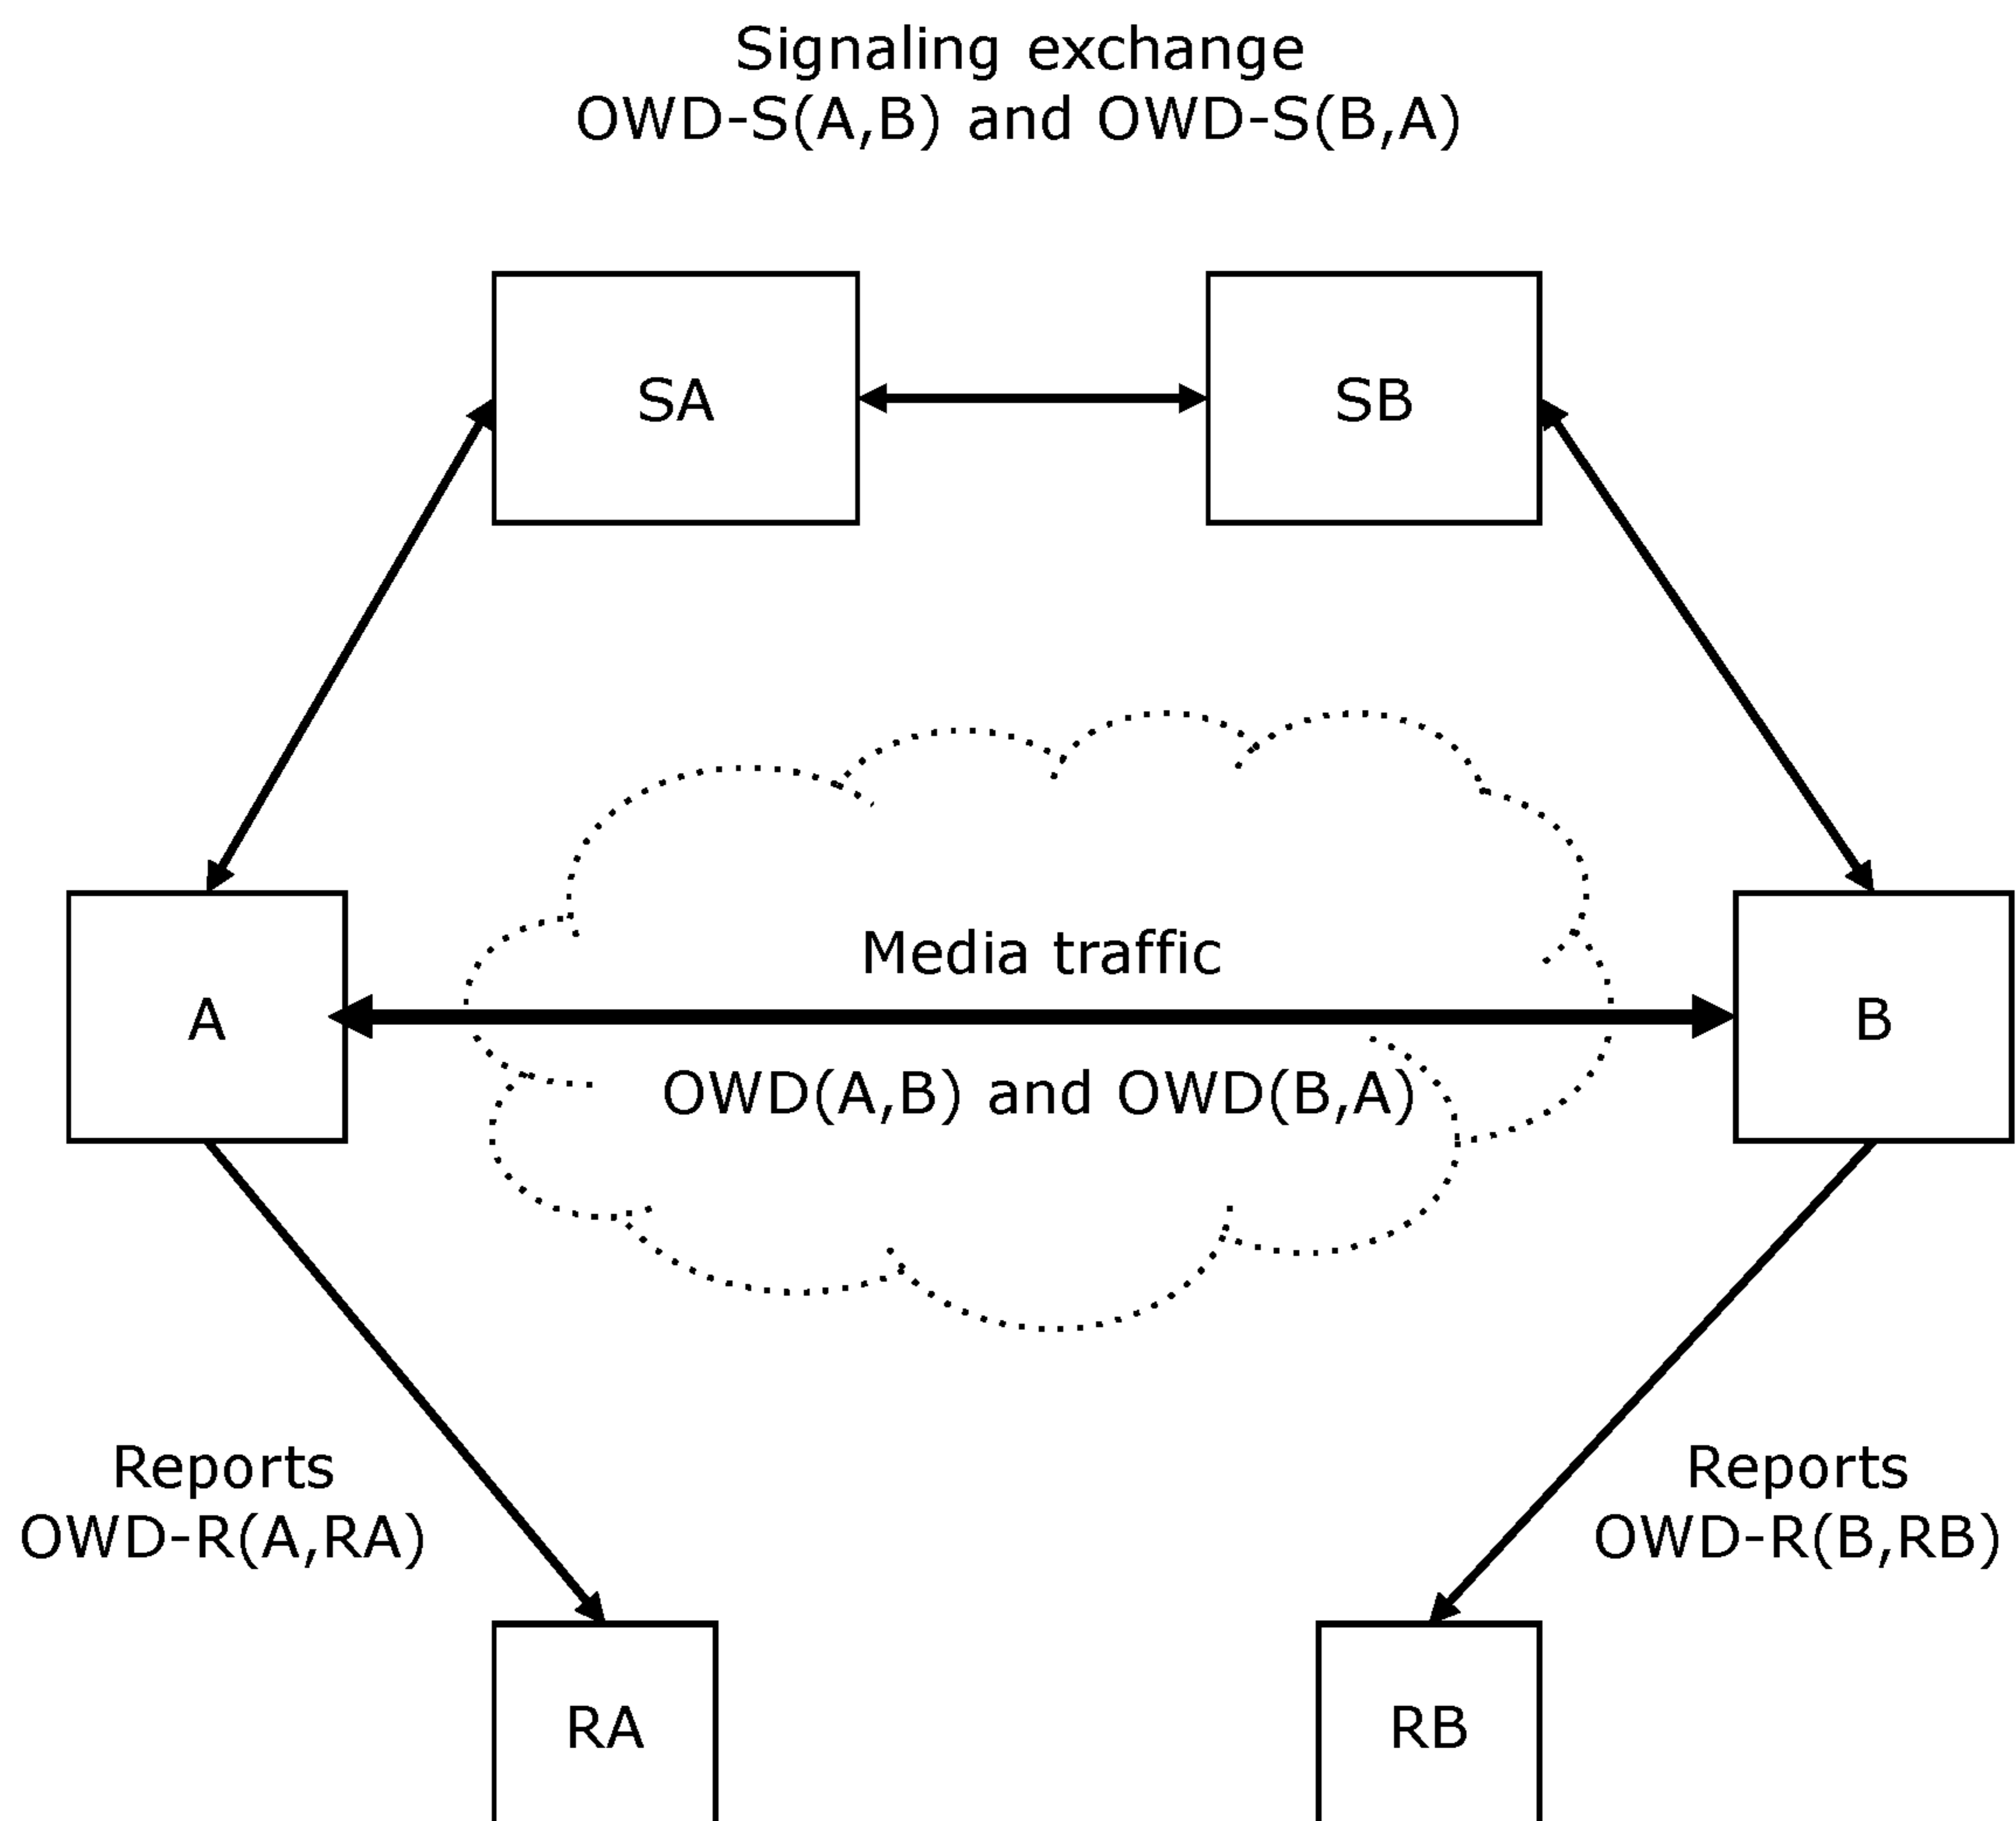 Signaling exchange
OWD-S(A,B) and OWD-S(B,A)
SA
SB
Media traffic
A
B
OWD(A,B) and OWD(B,A)
Reports
OWD-R(A,RA)
Reports
OWD-R(B,RB)
RA
RB